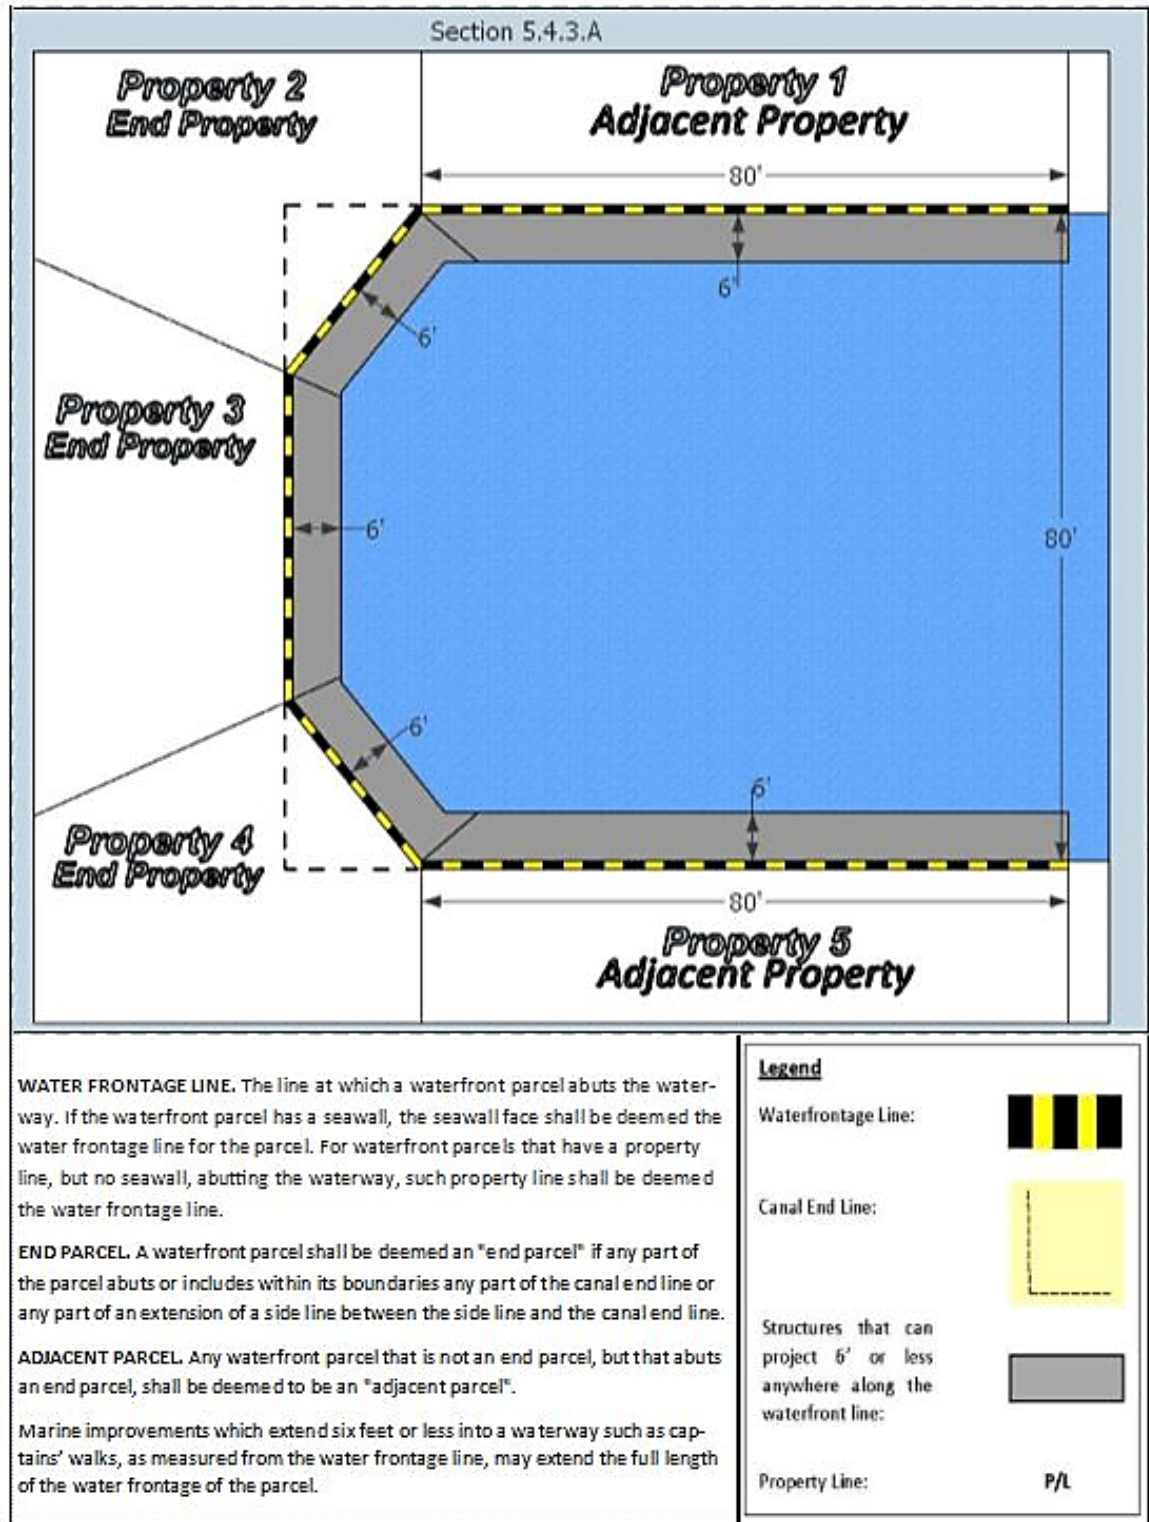 Section 5.4.3.A
Property 2
End Property
Property 1
Adjacent Property
80'
6'
6'
Property 3
End Property
6'
80'
6'
6'
Property 4
End Property
80'
Property 5
Adjacent Property
WATER FRONTAGE LINE. The line at which a waterfront parcel abuts the water-
way. If the waterfront parcel has a seawall, the seawall face shall be deemed the
water frontage line for the parcel. For waterfront parcels that have a property
line, but no seawall, abutting the waterway, such property line shall be deemed
the water frontage line.
END PARCEL. A waterfront parcel shall be deemed an "end parcel" if any part of
the parcel abuts or includes within its boundaries any part of the canal end line or
any part of an extension of a side line between the side line and the canal end line.
ADJACENT PARCEL. Any waterfront parcel that is not an end parcel, but that abuts
an end parcel, shall be deemed to be an "adjacent parcel".
Marine improvements which extend six feet or less into a waterway such as cap-
tains' walks, as measured from the water frontage line, may extend the full length
of the water frontage of the parcel.
Legend
Waterfrontage Line:
Canal End Line:
Structures that can
project 6' or less
anywhere along the
waterfront line:
Property Line: P/L